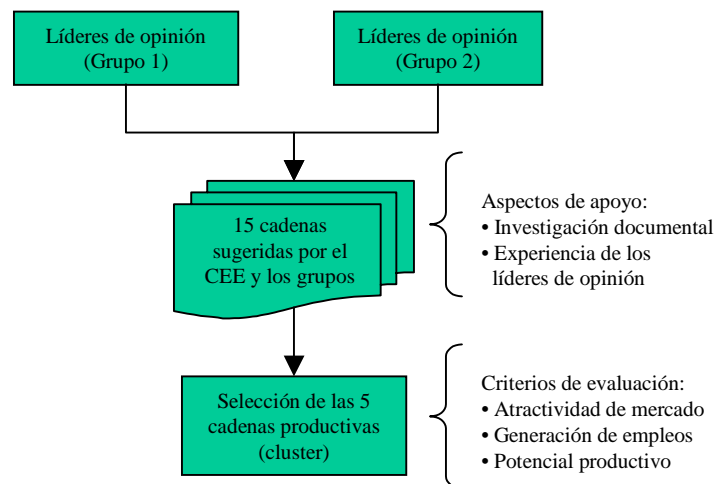 Líderes de opinión
(Grupo 1)
Líderes de opinión
(Grupo 2)
15 cadenas
sugeridas por el
CEE y los grupos
Aspectos de apoyo:
• Investigación documental
• Experiencia de los
líderes de opinión
Selección de las 5
cadenas productivas
(cluster)
Criterios de evaluación:
• Atractividad de mercado
• Generación de empleos
• Potencial productivo